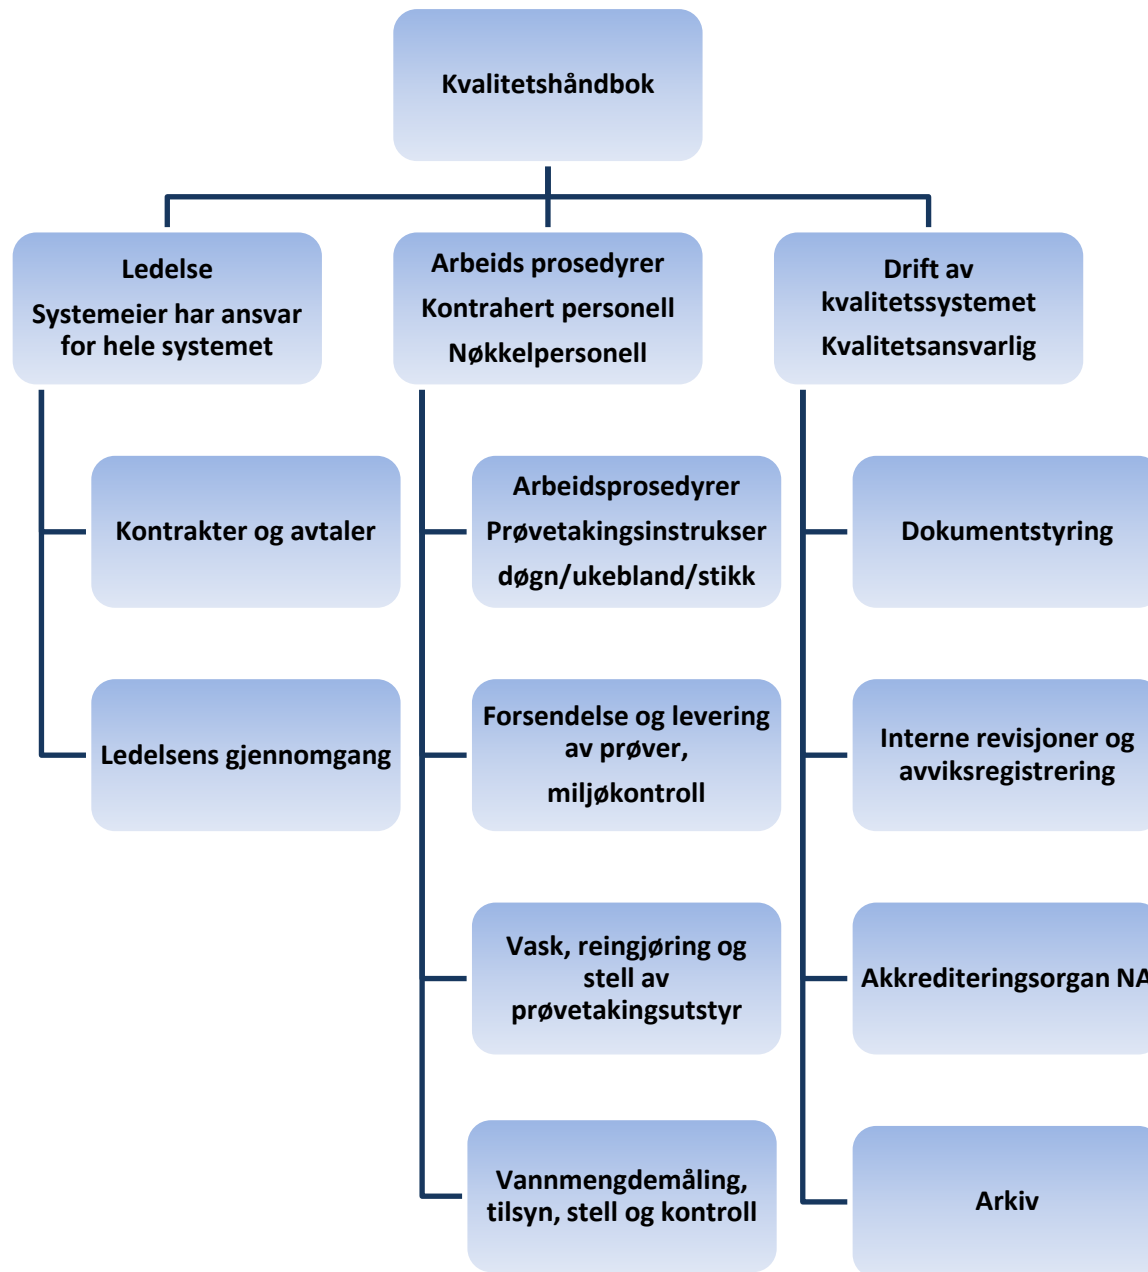 Kvalitetshåndbok
Ledelse
Systemeier har ansvar
for hele systemet
Kontrakter og avtaler
Ledelsens gjennomgang
Arbeids prosedyrer
Kontrahert personell
Nøkkelpersonell
Arbeidsprosedyrer
Prøvetakingsinstrukser
døgn/ukebland/stikk
Forsendelse og levering
av prøver,
miljøkontroll
Vask, reingjøring og
stell av
prøvetakingsutstyr
Vannmengdemåling,
tilsyn, stell og kontroll
Drift av
kvalitetssystemet
Kvalitetsansvarlig
Dokumentstyring
Interne revisjoner og
avviksregistrering
Akkrediteringsorgan NA
Arkiv